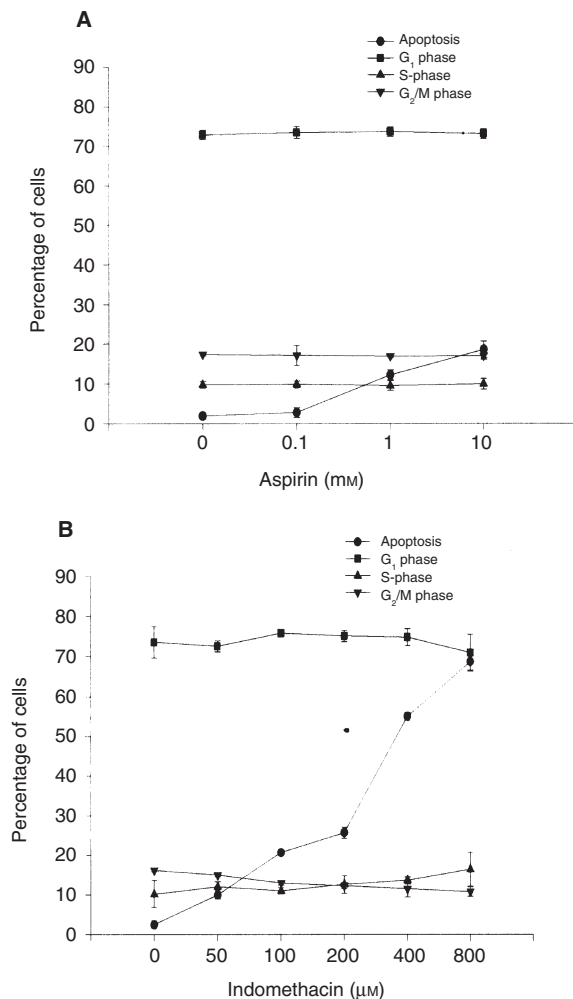 A
Apoptosis
G₁ phase
S-phase
G₂/M phase
90
80
70
60
50
40
30
20
10
0
Percentage of cells
0 0.1 1 10
Aspirin (mM)
B
Apoptosis
G₁ phase
S-phase
G₂/M phase
90
80
70
60
50
40
30
20
10
0
Percentage of cells
0 50 100 200 400 800
Indomethacin (μM)